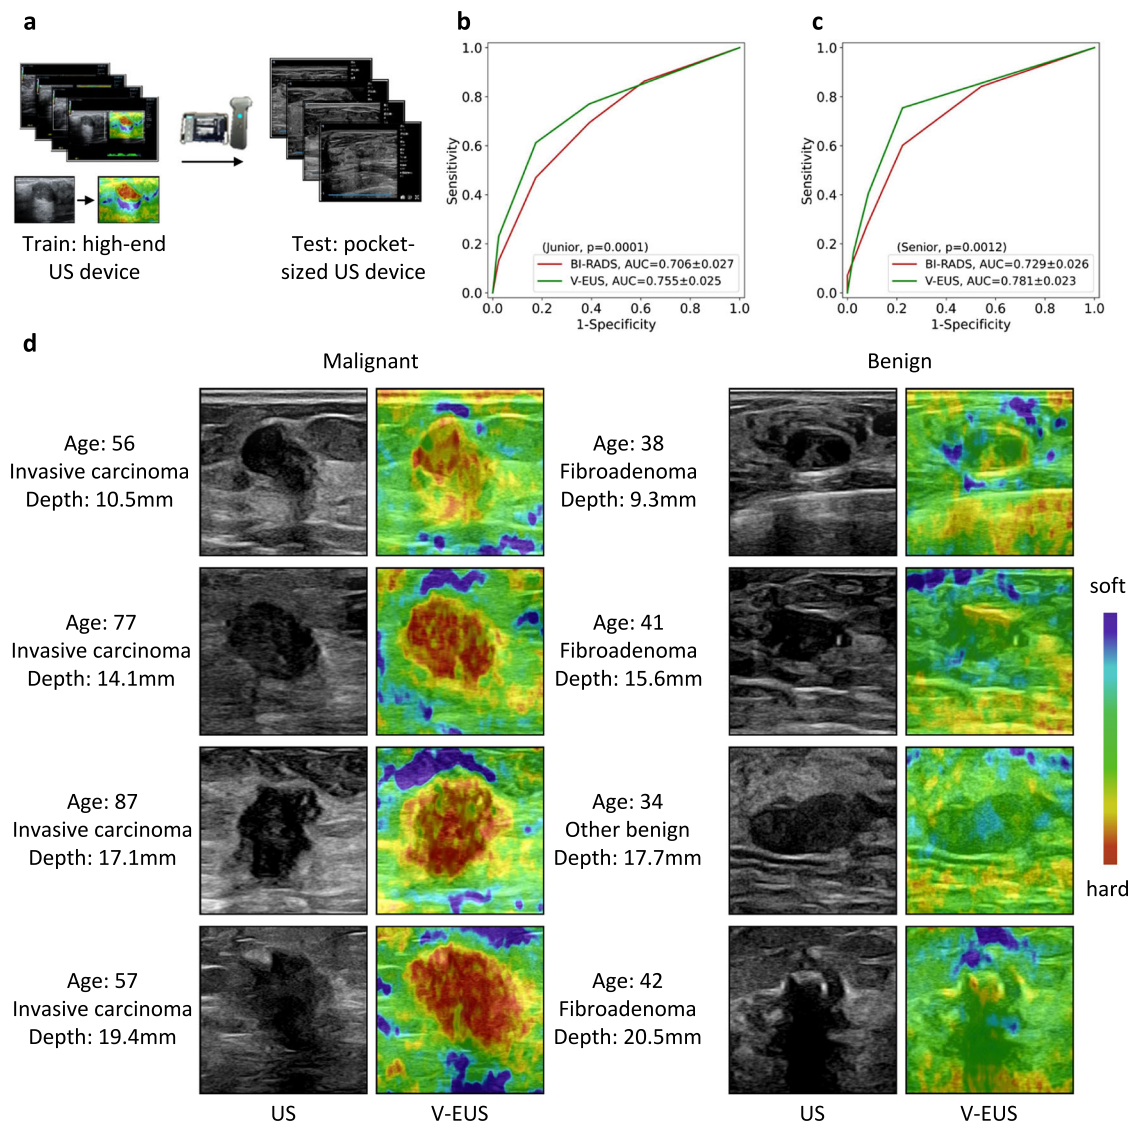 a
Train: high-end
US device
Test: pocket-
sized US device
b
1.0
0.8
0.6
0.4
0.2
0.0
Sensitivity
(Junior, p=0.0001)
BI-RADS, AUC=0.706±0.027
V-EUS, AUC=0.755±0.025
0.0 0.2 0.4 0.6 0.8 1.0
1-Specificity
c
1.0
0.8
0.6
0.4
0.2
0.0
Sensitivity
(Senior, p=0.0012)
BI-RADS, AUC=0.729±0.026
V-EUS, AUC=0.781±0.023
0.0 0.2 0.4 0.6 0.8 1.0
1-Specificity
d
Malignant
Benign
Age: 56
Invasive carcinoma
Depth: 10.5mm
Age: 38
Fibroadenoma
Depth: 9.3mm
Age: 77
Invasive carcinoma
Depth: 14.1mm
Age: 41
Fibroadenoma
Depth: 15.6mm
Age: 87
Invasive carcinoma
Depth: 17.1mm
Age: 34
Other benign
Depth: 17.7mm
Age: 57
Invasive carcinoma
Depth: 19.4mm
Age: 42
Fibroadenoma
Depth: 20.5mm
soft
hard
US
V-EUS
US
V-EUS